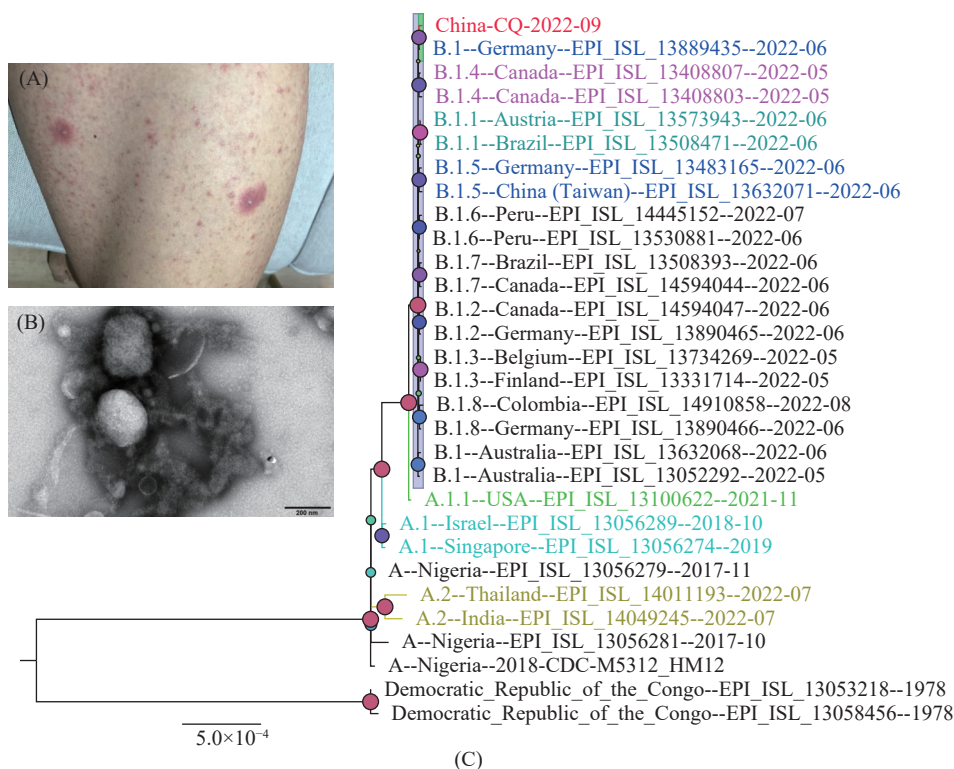 (A)
(B)
200 nm
China-CQ-2022-09
B.1--Germany--EPI_ISL_13889435--2022-06
B.1.4--Canada--EPI_ISL_13408807--2022-05
B.1.4--Canada--EPI_ISL_13408803--2022-05
B.1.1--Austria--EPI_ISL_13573943--2022-06
B.1.1--Brazil--EPI_ISL_13508471--2022-06
B.1.5--Germany--EPI_ISL_13483165--2022-06
B.1.5--China (Taiwan)--EPI_ISL_13632071--2022-06
B.1.6--Peru--EPI_ISL_14445152--2022-07
B.1.6--Peru--EPI_ISL_13530881--2022-06
B.1.7--Brazil--EPI_ISL_13508393--2022-06
B.1.7--Canada--EPI_ISL_14594044--2022-06
B.1.2--Canada--EPI_ISL_14594047--2022-06
B.1.2--Germany--EPI_ISL_13890465--2022-06
B.1.3--Belgium--EPI_ISL_13734269--2022-05
B.1.3--Finland--EPI_ISL_13331714--2022-05
B.1.8--Colombia--EPI_ISL_14910858--2022-08
B.1.8--Germany--EPI_ISL_13890466--2022-06
B.1--Australia--EPI_ISL_13632068--2022-06
B.1--Australia--EPI_ISL_13052292--2022-05
A.1.1--USA--EPI_ISL_13100622--2021-11
A.1--Israel--EPI_ISL_13056289--2018-10
A.1--Singapore--EPI_ISL_13056274--2019
A--Nigeria--EPI_ISL_13056279--2017-11
A.2--Thailand--EPI_ISL_14011193--2022-07
A.2--India--EPI_ISL_14049245--2022-07
A--Nigeria--EPI_ISL_13056281--2017-10
A--Nigeria--2018-CDC-M5312_HM12
Democratic_Republic_of_the_Congo--EPI_ISL_13053218--1978
Democratic_Republic_of_the_Congo--EPI_ISL_13058456--1978
5.0×10⁻⁴
(C)